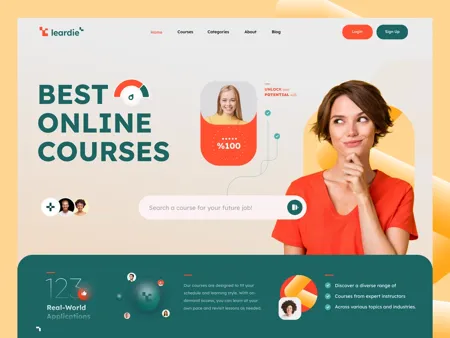 leardie
Home
Courses
Categories
About
Blog
Login
Sign Up
BEST
ONLINE
COURSES
UNLOCK your
POTENTIAL with
%100
Search a course for your future job!
123
Real-World
Applications
Our courses are designed to fit your
schedule and learning style. With on-
demand access, you can learn at your
own pace and revisit lessons by needed.
Discover a diverse range of
Courses from expert instructors
Across various topics and industries.